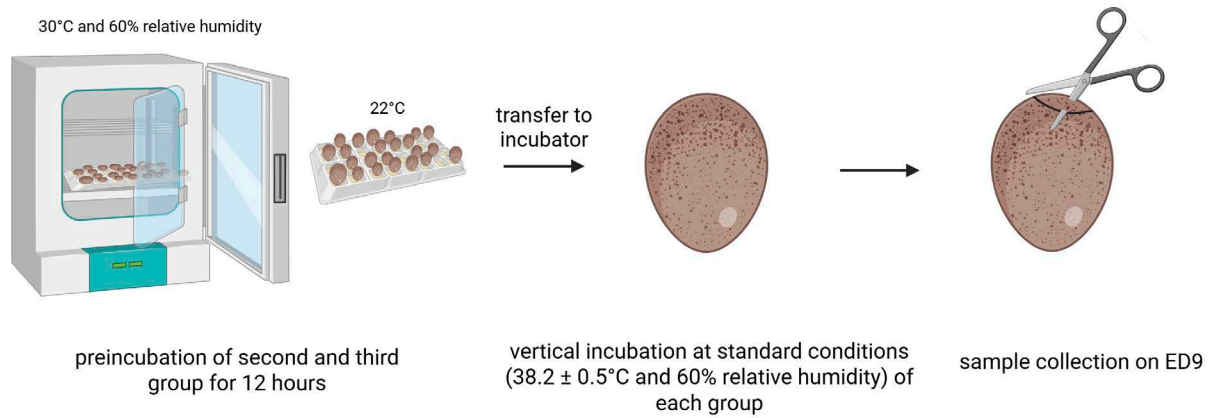 30°C and 60% relative humidity
22°C
transfer to
incubator
preincubation of second and third
group for 12 hours
vertical incubation at standard conditions
(38.2 ± 0.5°C and 60% relative humidity) of
each group
sample collection on ED9